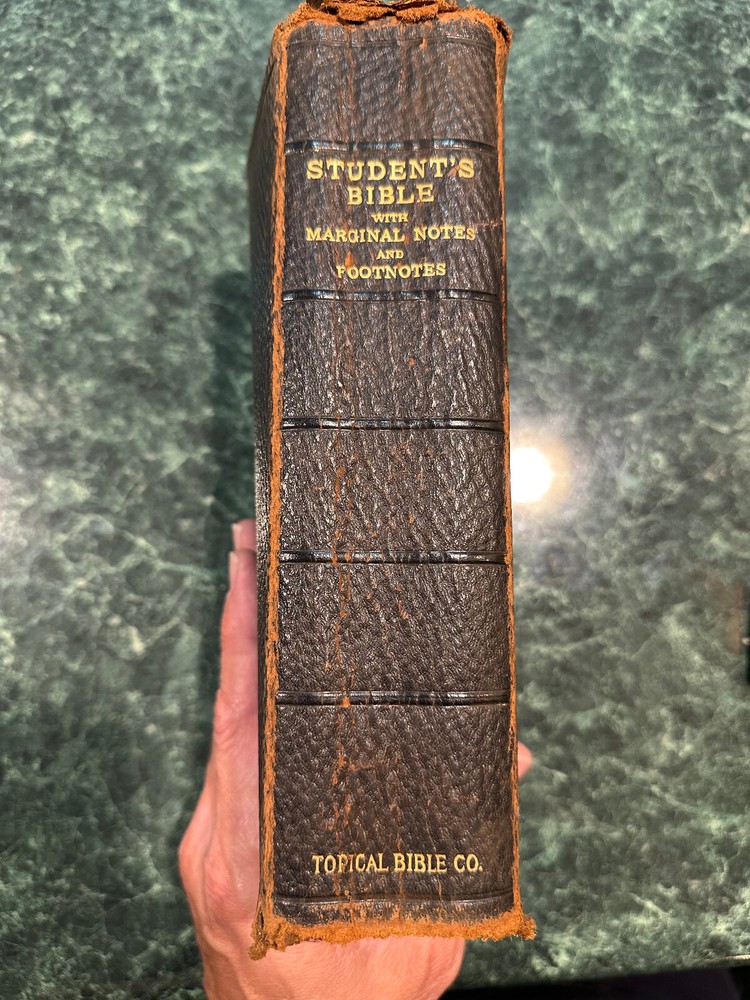 STUDENT'S
BIBLE
WITH
MARGINAL NOTES
AND
FOOTNOTES
TOPICAL BIBLE CO.